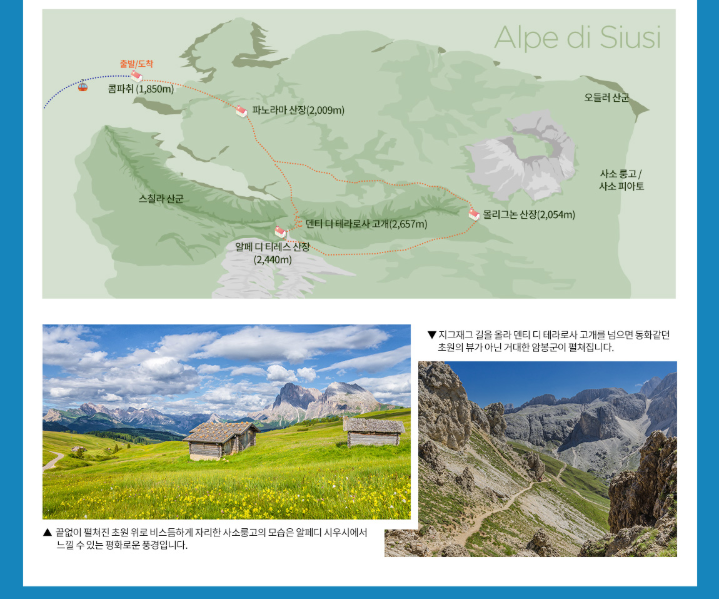 Alpe di Siusi
출발/도착
콤파취 (1,850m)
파노라마 산장(2,009m)
오들러 산군
사소 룽고 /
사소 피아토
스칠라 산군
몰리그논 산장(2,054m)
덴티 디 테라로사 고개(2,657m)
알페 디 티레스 산장
(2,440m)
▼ 지그재그 길을 올라 덴티 디 테라로사 고개를 넘으면 동화같던
초원의 뷰가 아닌 거대한 암봉군이 펼쳐집니다.
▲ 끝없이 펼쳐진 초원 위로 비스듬하게 자리한 사소룽고의 모습은 알페디 시우시에서
느낄 수 있는 평화로운 풍경입니다.